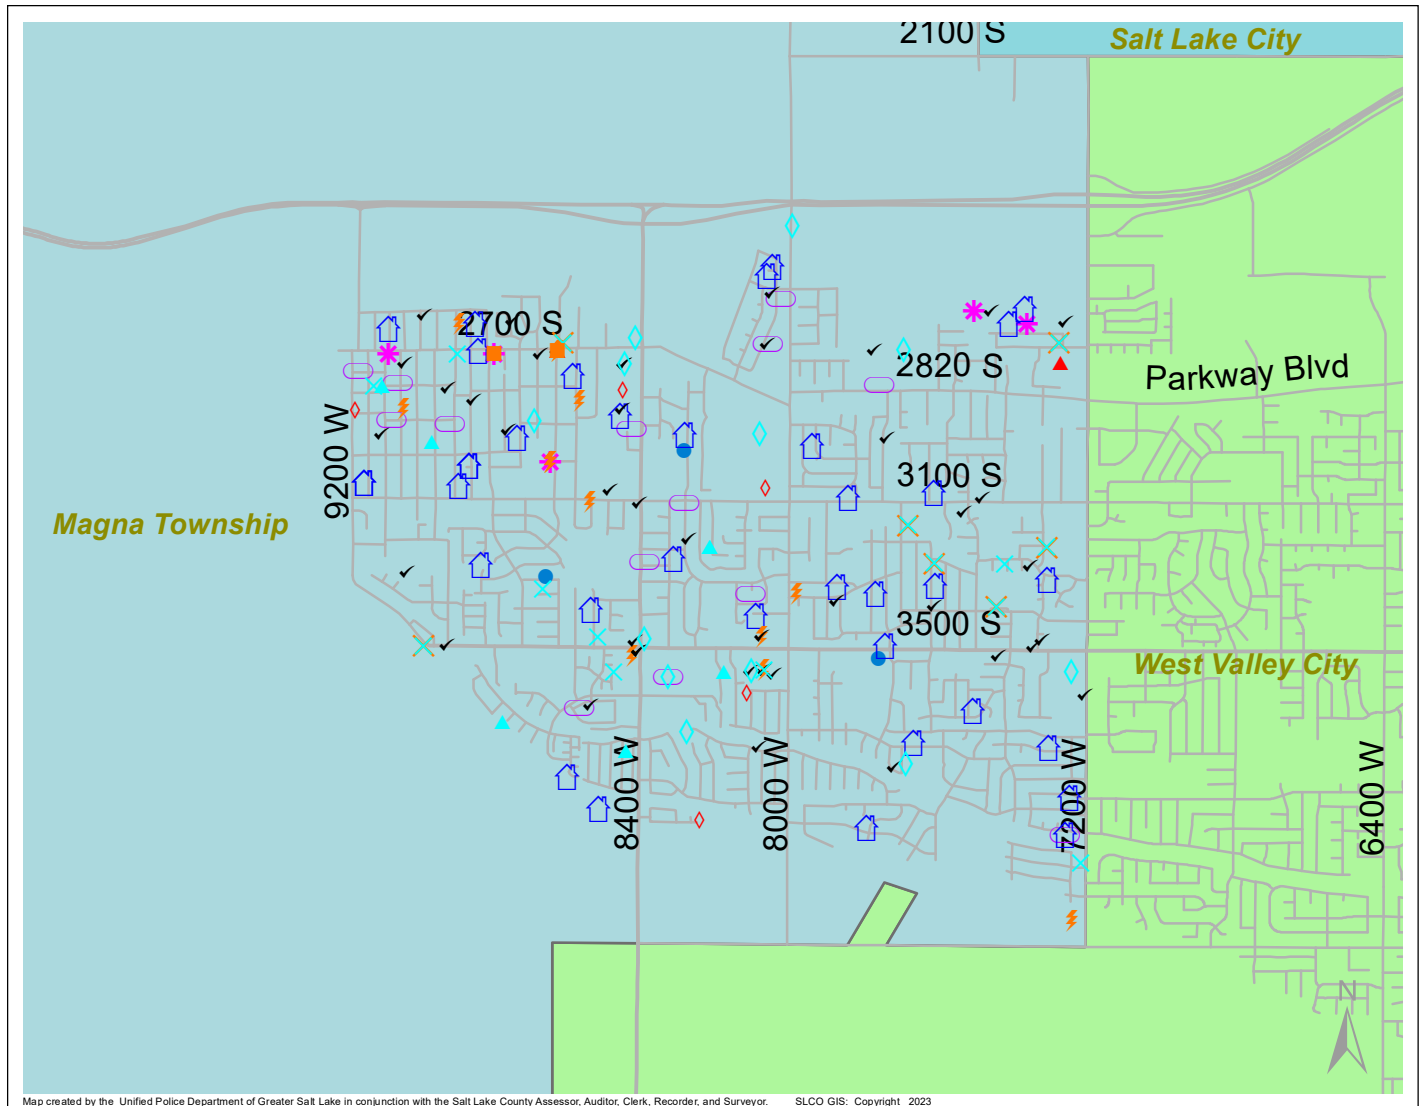 2100 S
Salt Lake City
2700 S
2820 S
Parkway Blvd
9200 W
3100 S
Magna Township
3500 S
West Valley City
8400 W
8000 W
7200 W
6400 W
N
Map created by the Unified Police Department of Greater Salt Lake in conjunction with the Salt Lake County Assessor, Auditor, Clerk, Recorder, and Surveyor. SLCO GIS: Copyright 2023